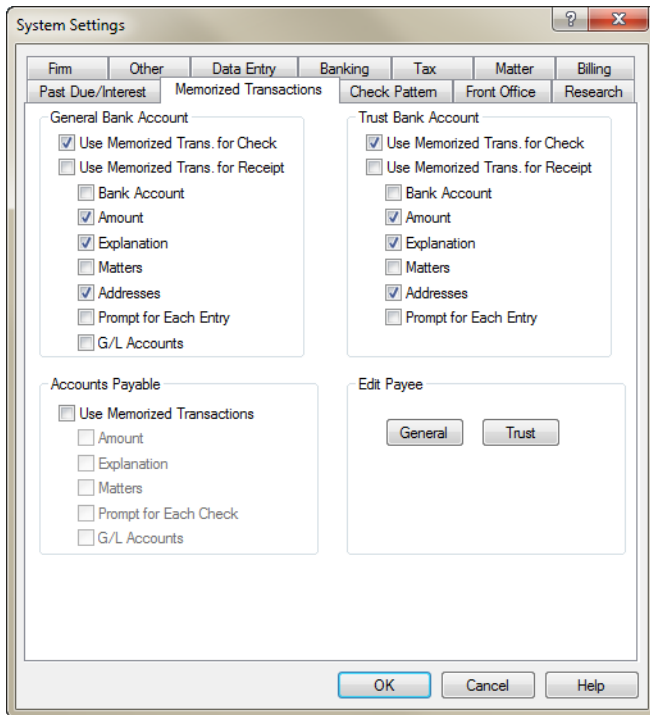 System Settings
Firm Other Data Entry Banking Tax Matter Billing
Past Due/Interest Memorized Transactions Check Pattern Front Office Research
General Bank Account
Use Memorized Trans. for Check
Use Memorized Trans. for Receipt
Bank Account
Amount
Explanation
Matters
Addresses
Prompt for Each Entry
G/L Accounts
Trust Bank Account
Use Memorized Trans. for Check
Use Memorized Trans. for Receipt
Bank Account
Amount
Explanation
Matters
Addresses
Prompt for Each Entry
Accounts Payable
Use Memorized Transactions
Amount
Explanation
Matters
Prompt for Each Check
G/L Accounts
Edit Payee
General Trust
OK Cancel Help